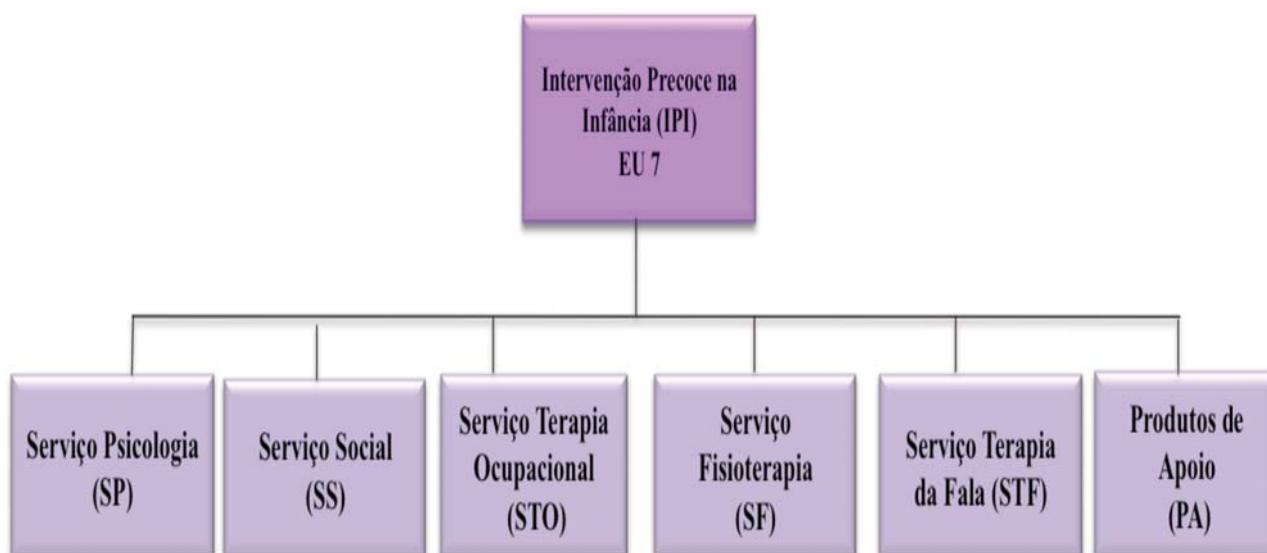 Intervenção Precoce na
Infância (IPI)
EU 7
Serviço Psicologia
(SP)
Serviço Social
(SS)
Serviço Terapia
Ocupacional
(STO)
Serviço
Fisioterapia
(SF)
Serviço Terapia
da Fala (STF)
Produtos de
Apoio
(PA)